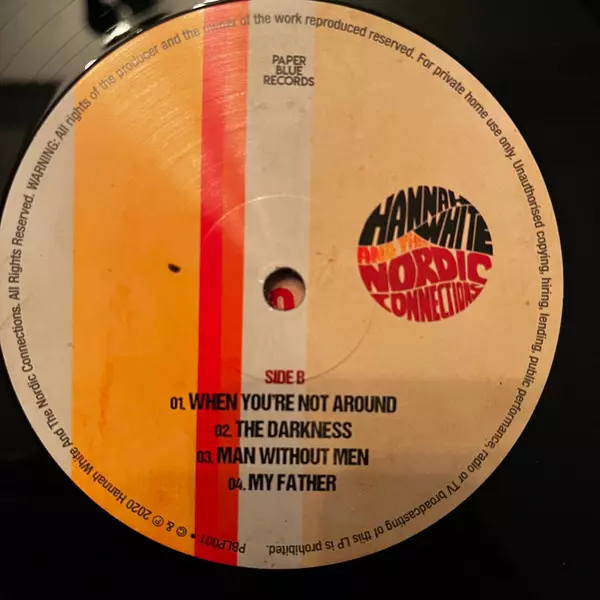 PAPER
BLUE
RECORDS
HANNAH
WHITE
AND THE
NORDIC
CONNECTIONS
SIDE B
01. WHEN YOU'RE NOT AROUND
02. THE DARKNESS
03. MAN WITHOUT MEN
04. MY FATHER
PBLP001 • © & ℗ 2020 Hannah White And The Nordic Connections. All Rights Reserved. WARNING: All rights of the producer and the owner of the work reproduced reserved. For private home use only. Unauthorised copying, hiring, lending, public performance, radio or TV broadcasting of this LP is prohibited.